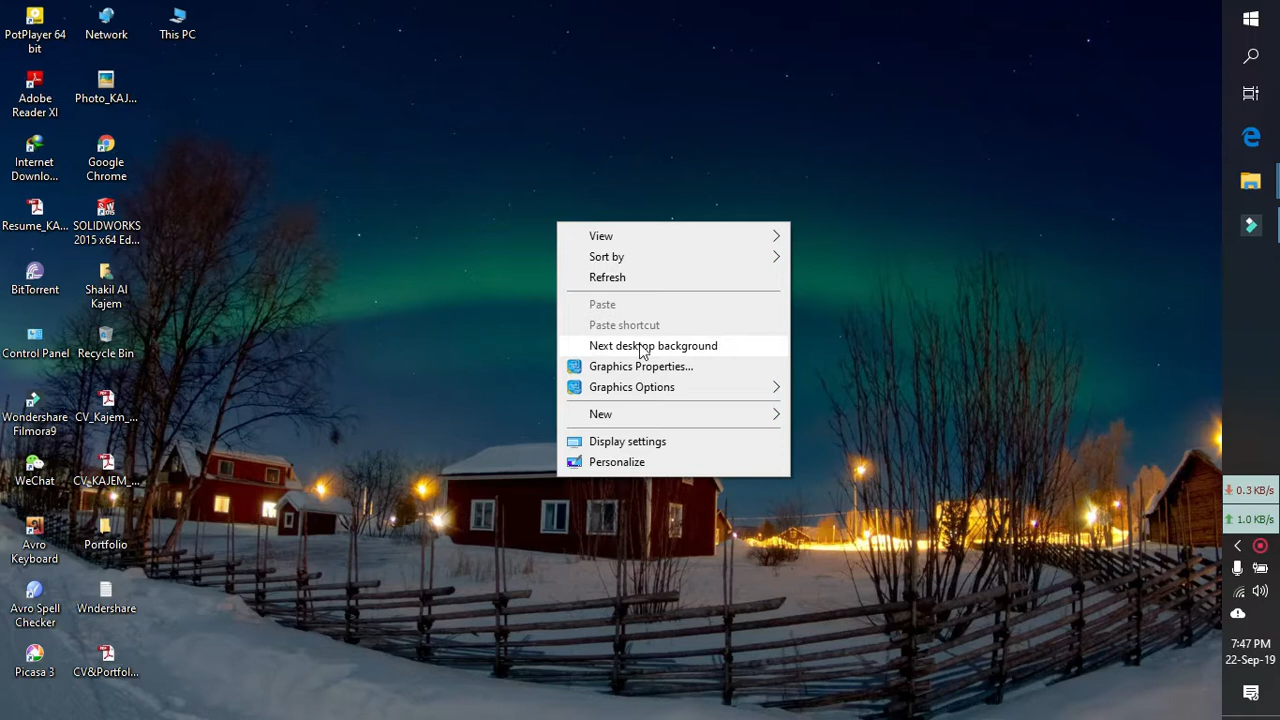 PotPlayer 64
bit
Network
This PC
Adobe
Reader XI
Photo_KAJ...
Internet
Downlo...
Google
Chrome
Resume_KA...
SOLIDWORKS
2015 x64 Ed...
BitTorrent
Shakil Al
Kajem
Control Panel
Recycle Bin
Wondershare
Filmora9
CV_Kajem_...
WeChat
CV_KAJEM_...
Avro
Keyboard
Portfolio
Avro Spell
Checker
Wndershare
Picasa 3
CV&Portfol...
View
Sort by
Refresh
Paste
Paste shortcut
Next desktop background
Graphics Properties...
Graphics Options
New
Display settings
Personalize
0.3 KB/s
1.0 KB/s
7:47 PM
22-Sep-19